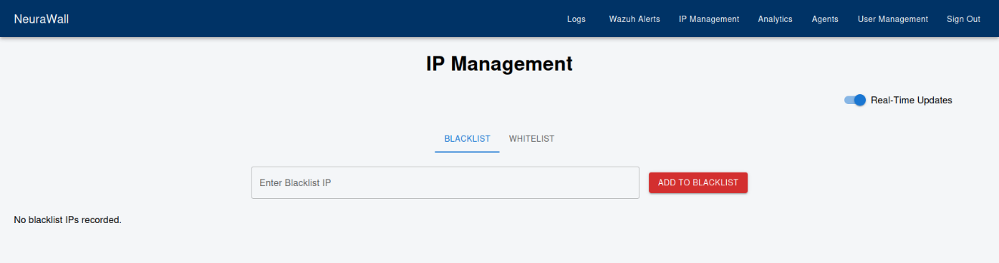 NeuraWall Logs Wazuh Alerts IP Management Analytics Agents User Management Sign Out
IP Management
Real-Time Updates
BLACKLIST WHITELIST
Enter Blacklist IP ADD TO BLACKLIST
No blacklist IPs recorded.